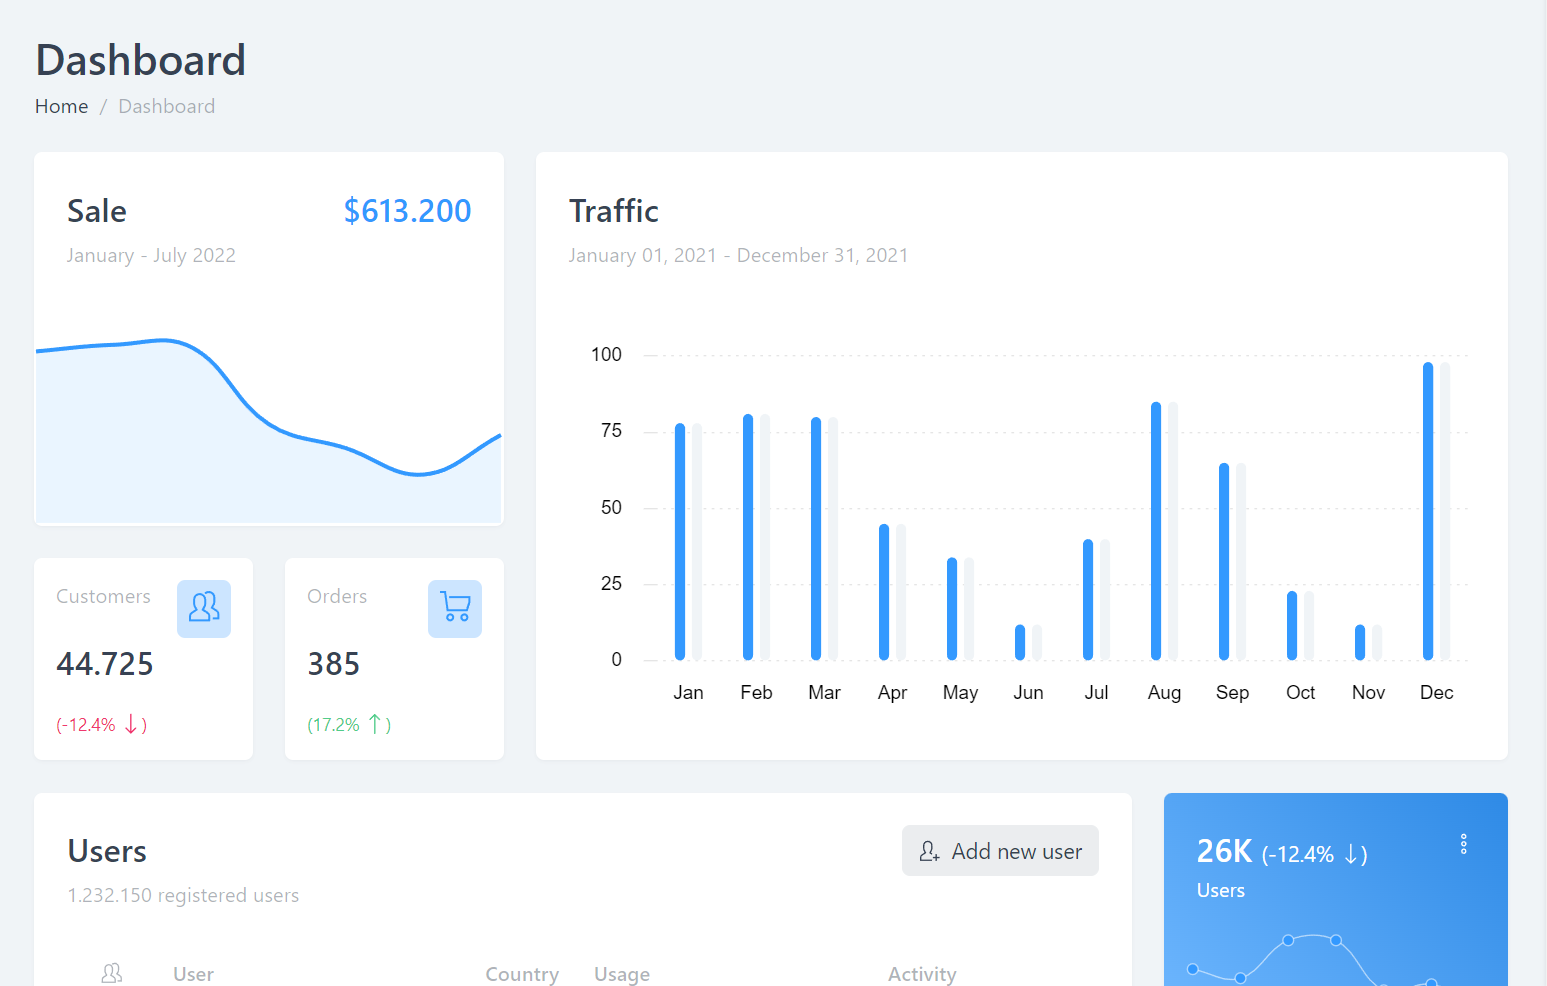 Dashboard
Home / Dashboard
Sale
$613.200
January - July 2022
Traffic
January 01, 2021 - December 31, 2021
100
75
50
25
0
Jan Feb Mar Apr May Jun Jul Aug Sep Oct Nov Dec
Customers
44.725
(-12.4% ↓)
Orders
385
(17.2% ↑)
Users
1.232.150 registered users
Add new user
User Country Usage Activity
26K (-12.4% ↓)
Users